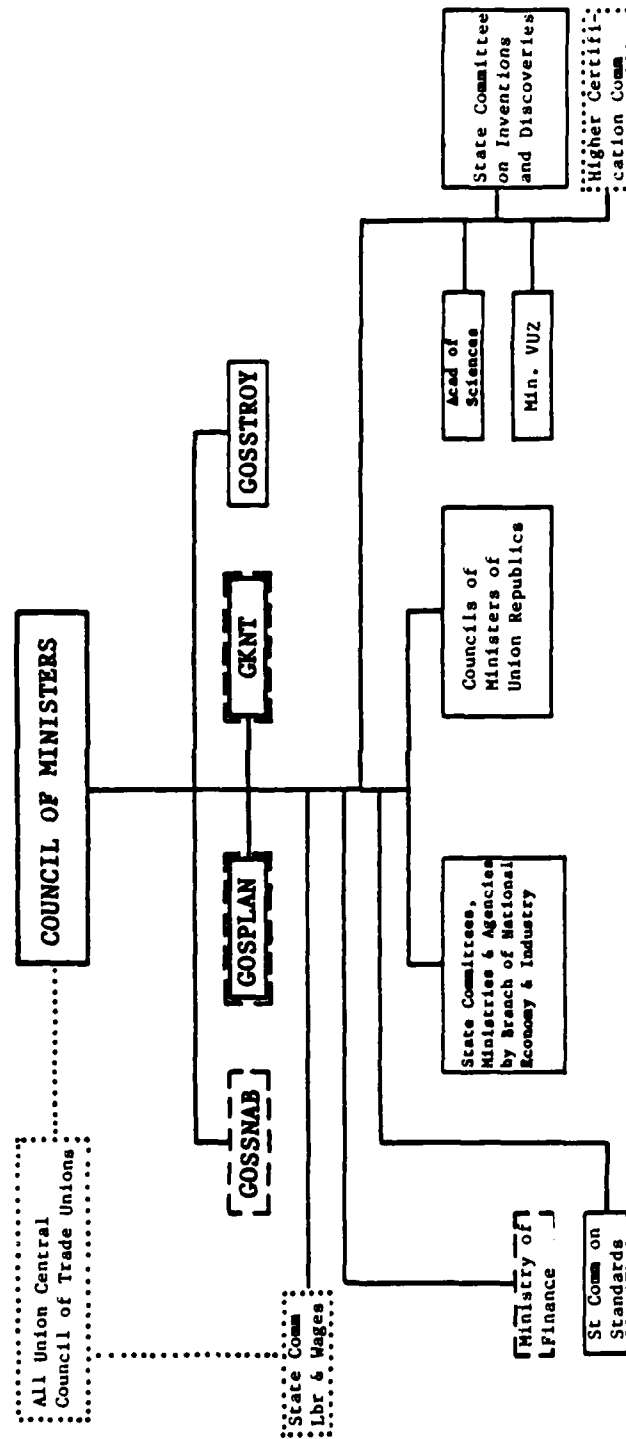 All Union Central
Council of Trade Unions
COUNCIL OF MINISTERS
GOSSNAB
GOSPLAN
GKNT
GOSSTROY
State Comm
Lbr & Wages
Ministry of
Finance
St Comm on
Standards
State Committees,
Ministries & Agencies
by Branch of National
Economy & Industry
Councils of
Ministers of
Union Republics
Acad of
Sciences
Min. VUZ
State Committee
on Inventions
and Discoveries
Higher Certifi-
cation Comm